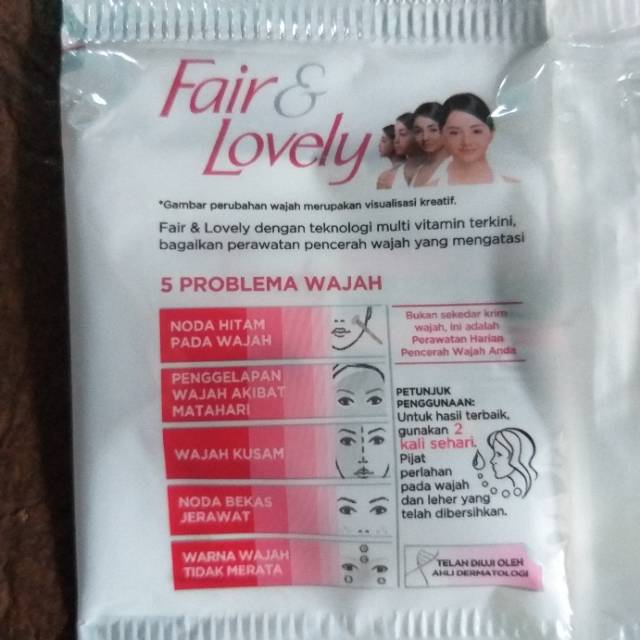 Fair &
Lovely
*Gambar perubahan wajah merupakan visualisasi kreatif.
Fair & Lovely dengan teknologi multi vitamin terkini,
bagaikan perawatan pencerah wajah yang mengatasi
5 PROBLEMA WAJAH
NODA HITAM
PADA WAJAH
PENGGELAPAN
WAJAH AKIBAT
MATAHARI
WAJAH KUSAM
NODA BEKAS
JERAWAT
WARNA WAJAH
TIDAK MERATA
Bukan sekedar krim
wajah, ini adalah
Perawatan Harian
Pencerah Wajah Anda
PETUNJUK
PENGGUNAAN:
Untuk hasil terbaik,
gunakan 2
kali sehari.
Pijat
perlahan
pada wajah
dan leher yang
telah dibersihkan.
TELAH DIUJI OLEH
AHLI DERMATOLOGI